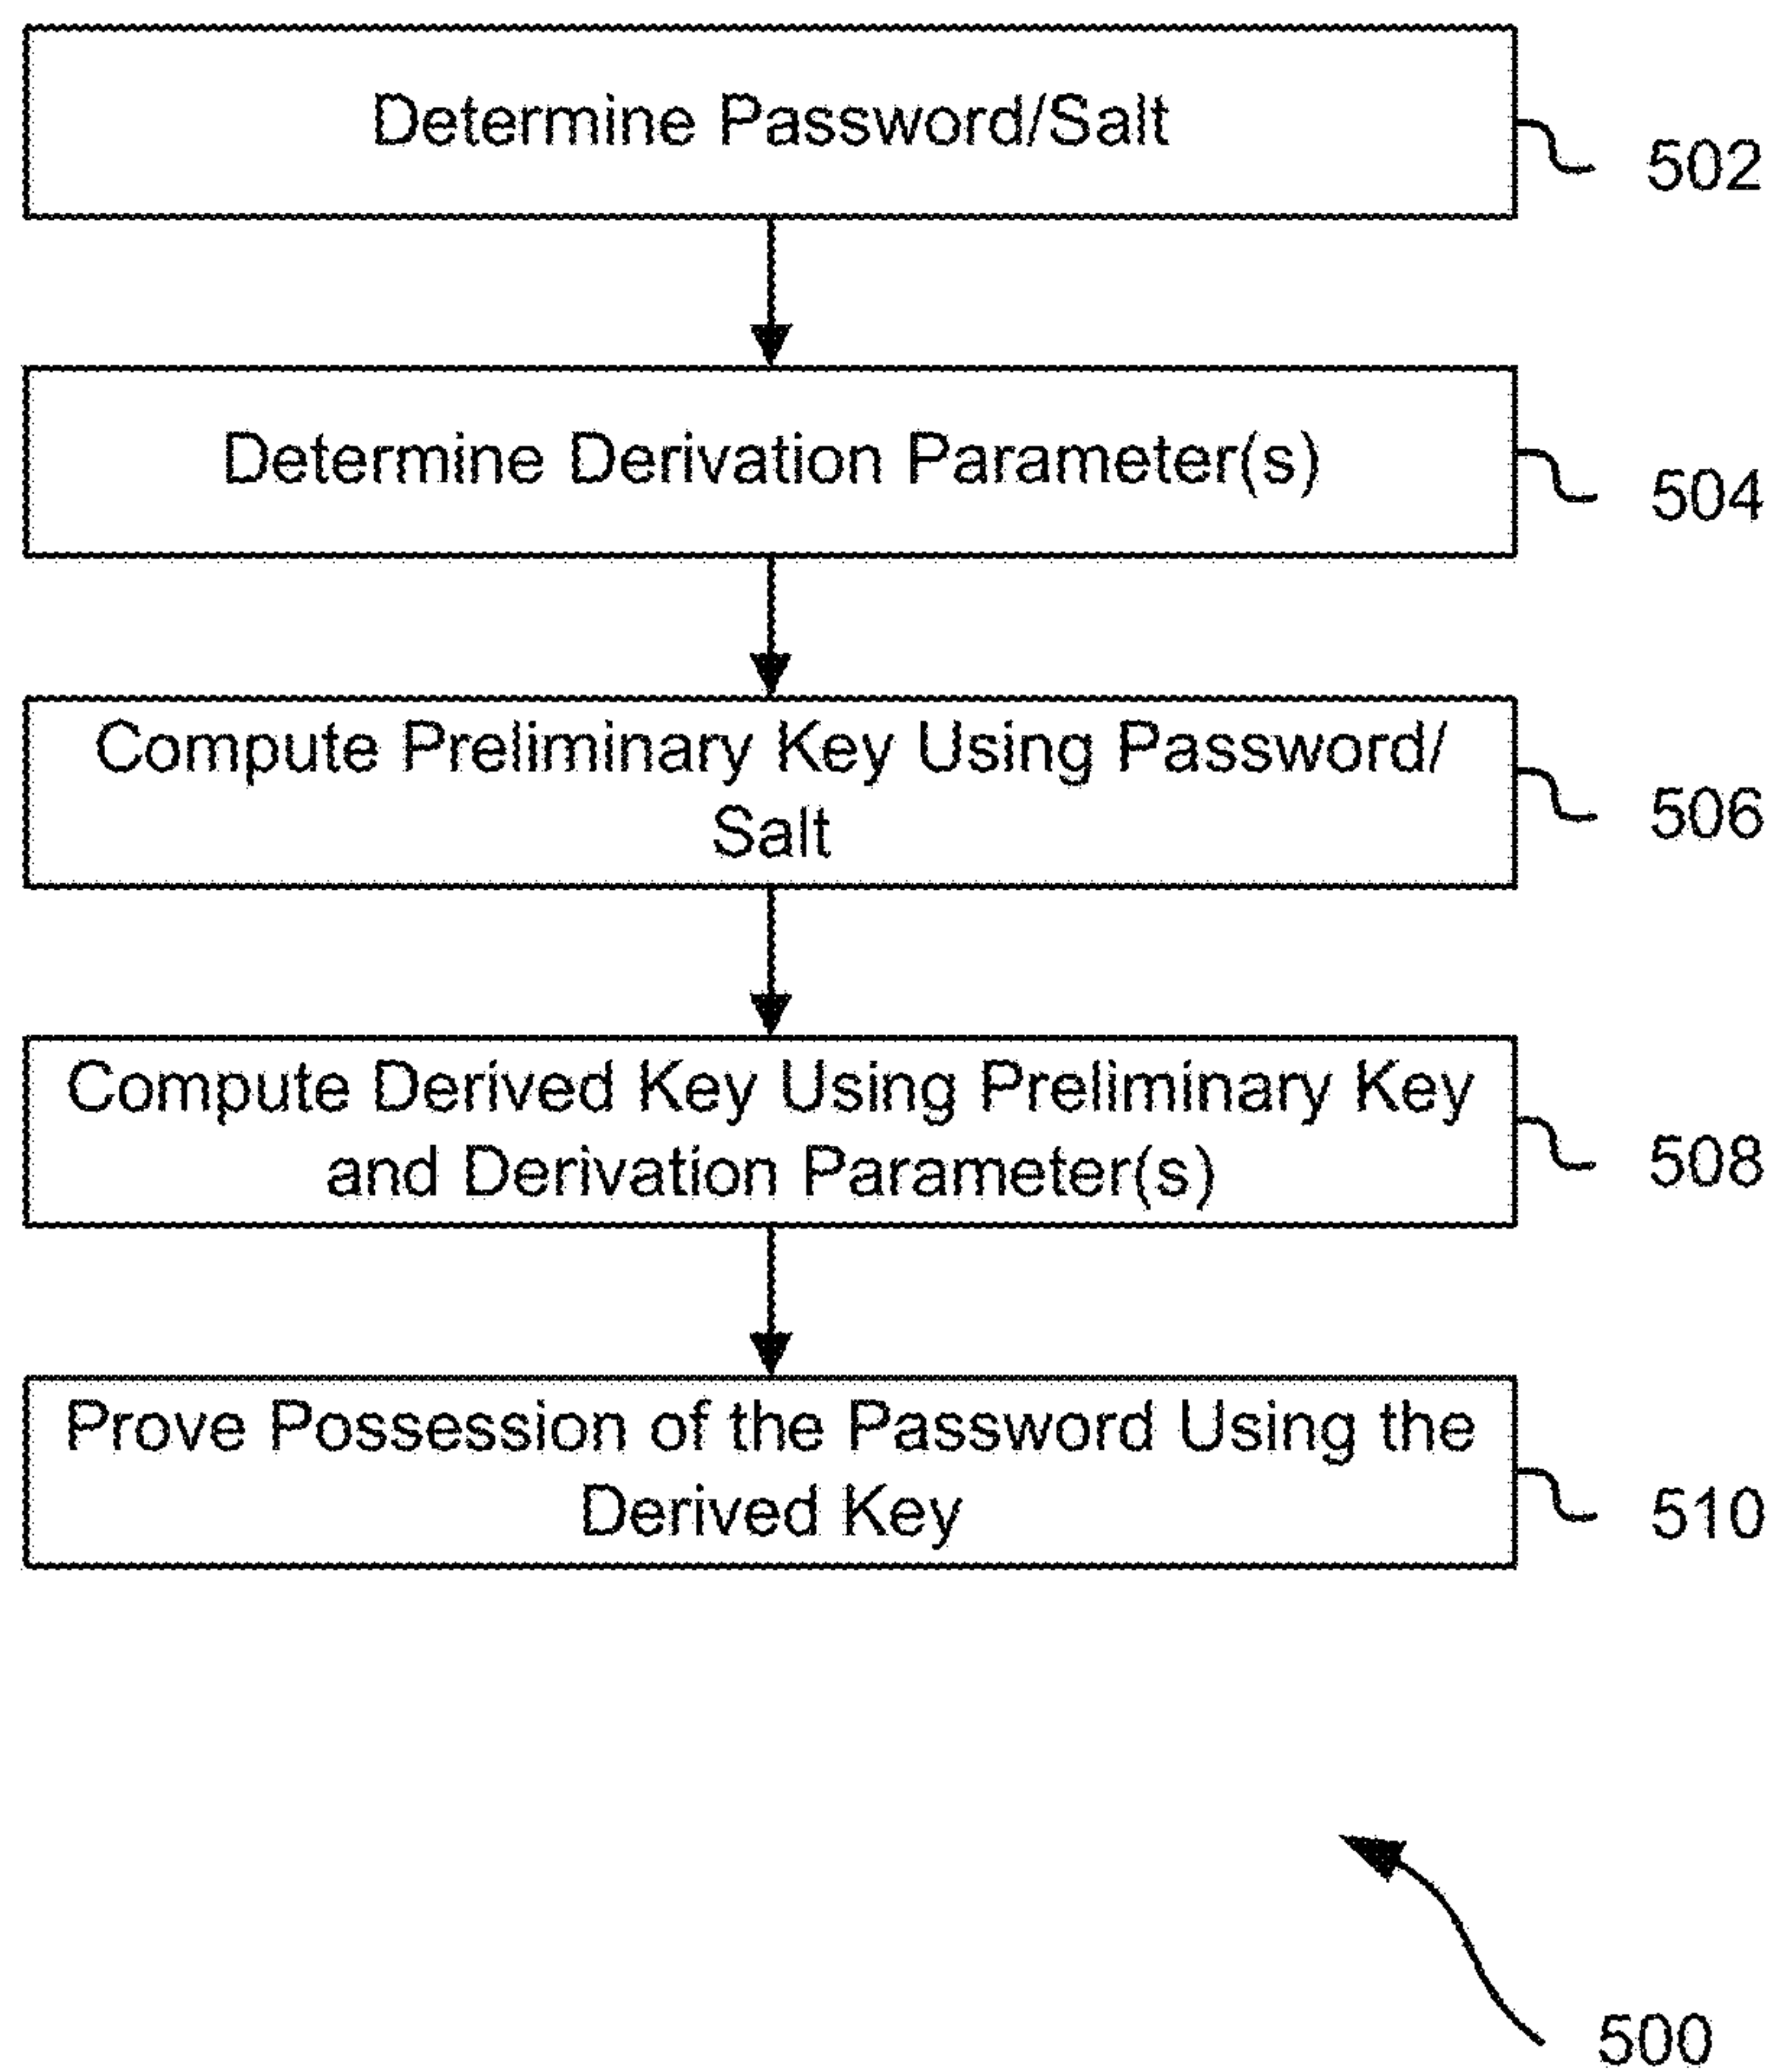 Determine Password/Salt
502
Determine Derivation Parameter(s)
504
Compute Preliminary Key Using Password/
Salt
506
Compute Derived Key Using Preliminary Key
and Derivation Parameter(s)
508
Prove Possession of the Password Using the
Derived Key
510
500